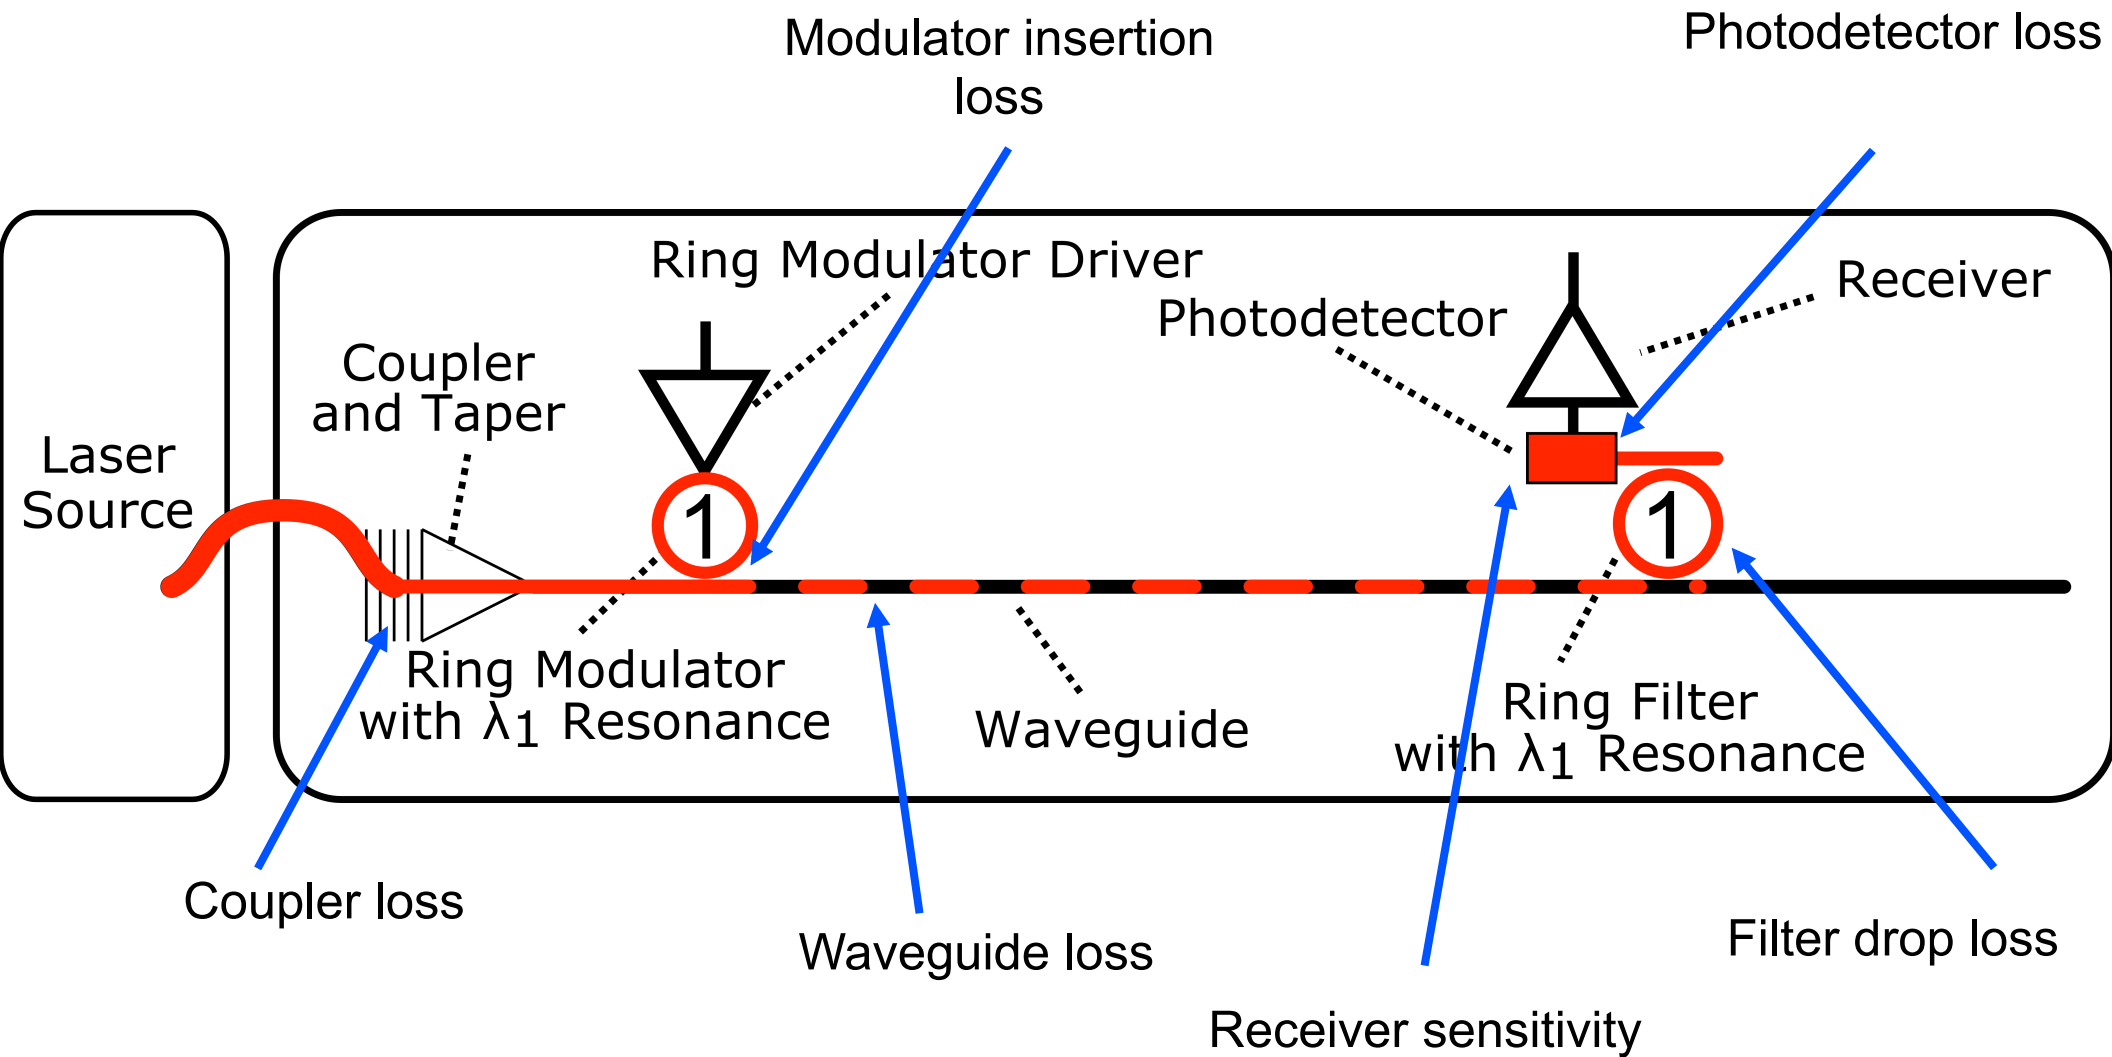 Modulator insertion
loss
Photodetector loss
Ring Modulator Driver
Receiver
Photodetector
Coupler
and Taper
Laser
Source
1
1
Ring Modulator
with λ1 Resonance
Waveguide
Ring Filter
with λ1 Resonance
Coupler loss
Waveguide loss
Filter drop loss
Receiver sensitivity